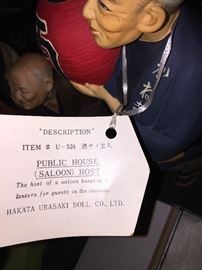 "DESCRIPTION"
ITEM # U-324 酒ヤノ主人
PUBLIC HOUSE
(SALOON) HOST
The host of a saloon hanging a
lantern for guests in the evening.
HAKATA URASAKI DOLL CO., LTD.